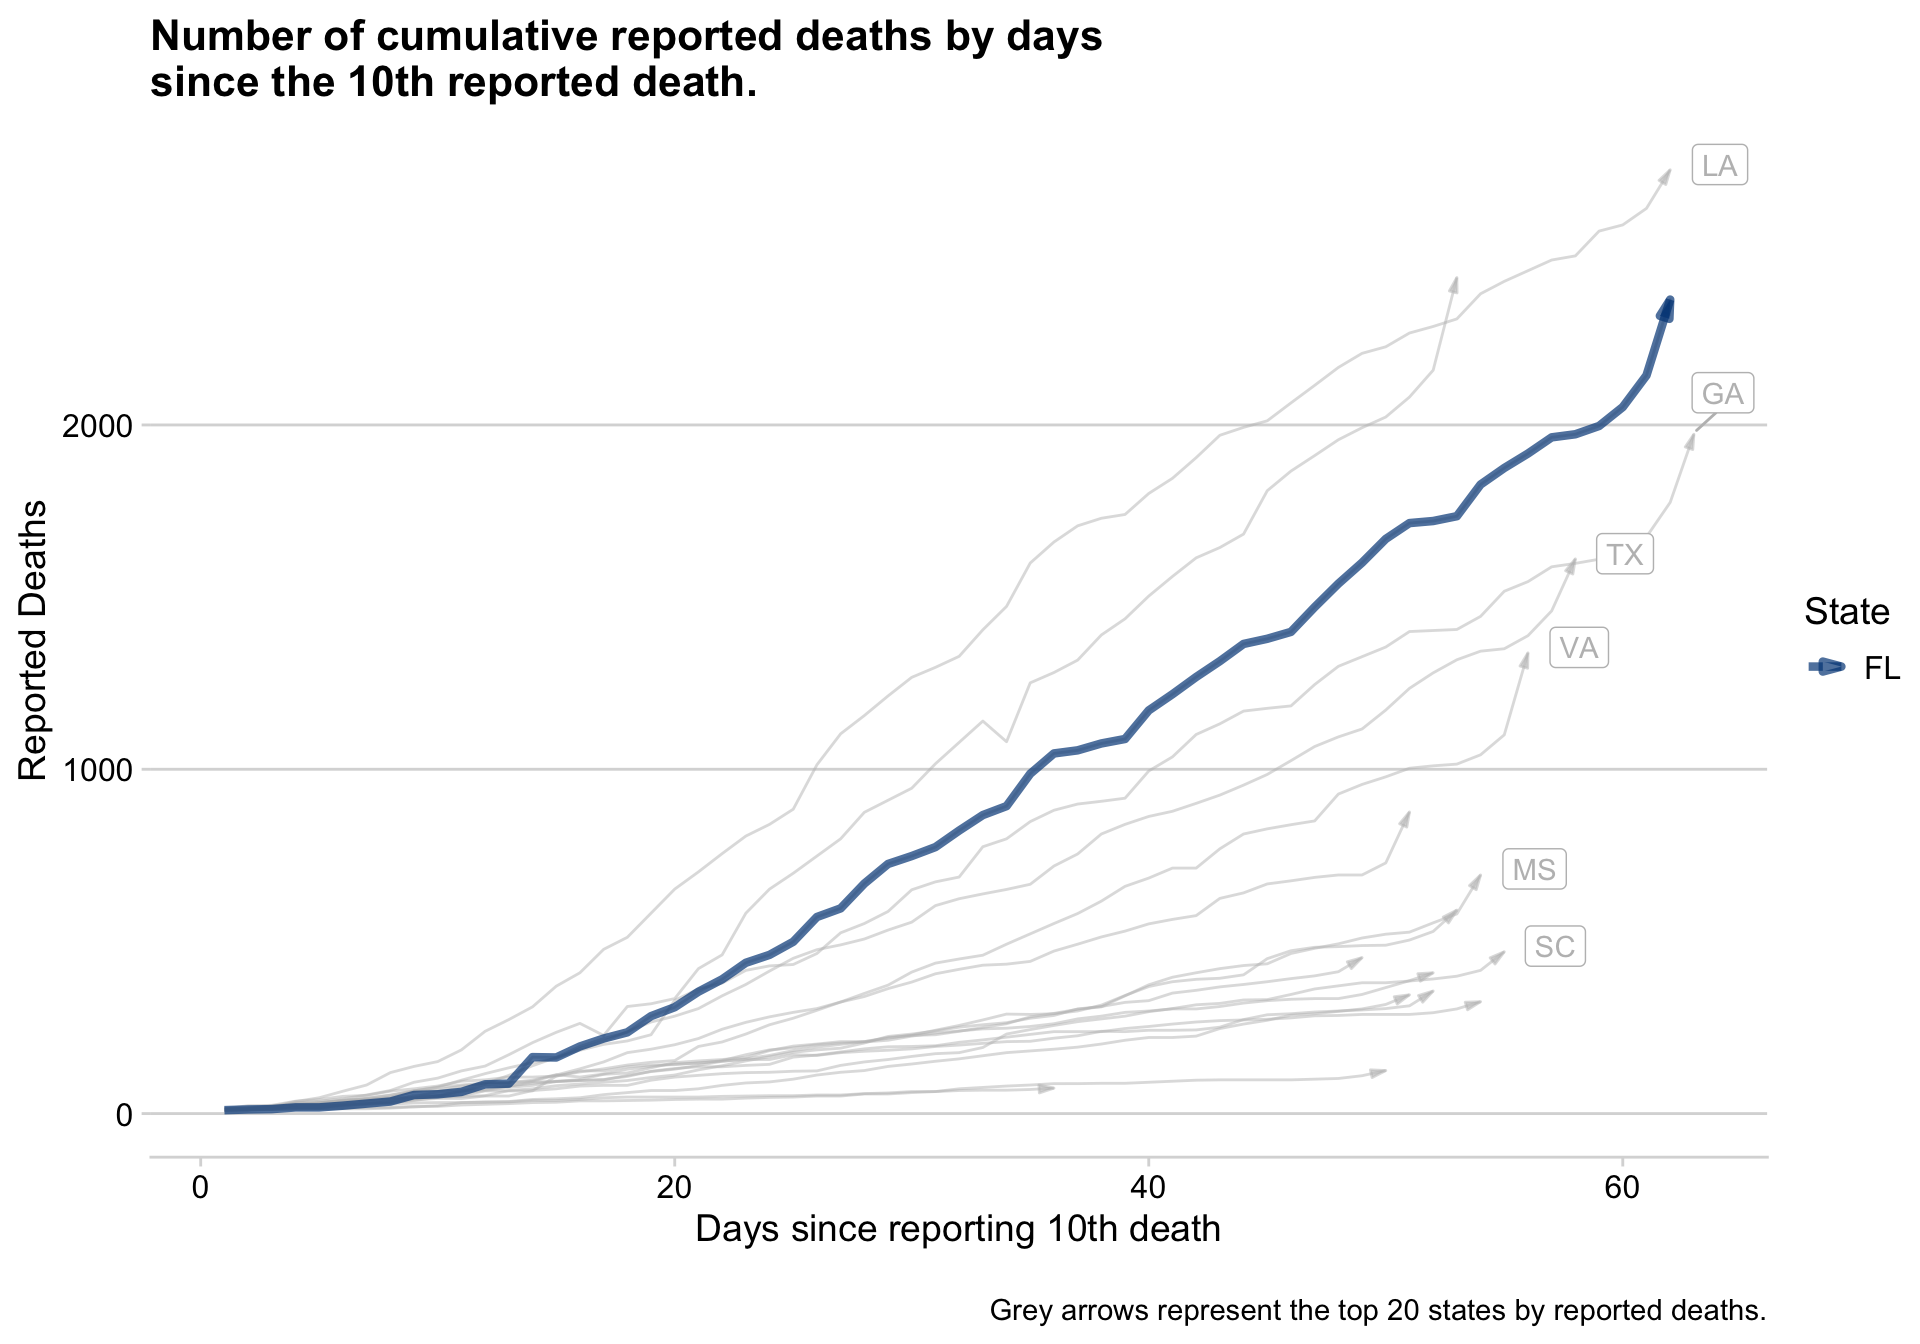 Number of cumulative reported deaths by days
since the 10th reported death.
LA
GA
TX
VA
MS
SC
Reported Deaths
2000
1000
0
0
20
40
60
Days since reporting 10th death
State
FL
Grey arrows represent the top 20 states by reported deaths.